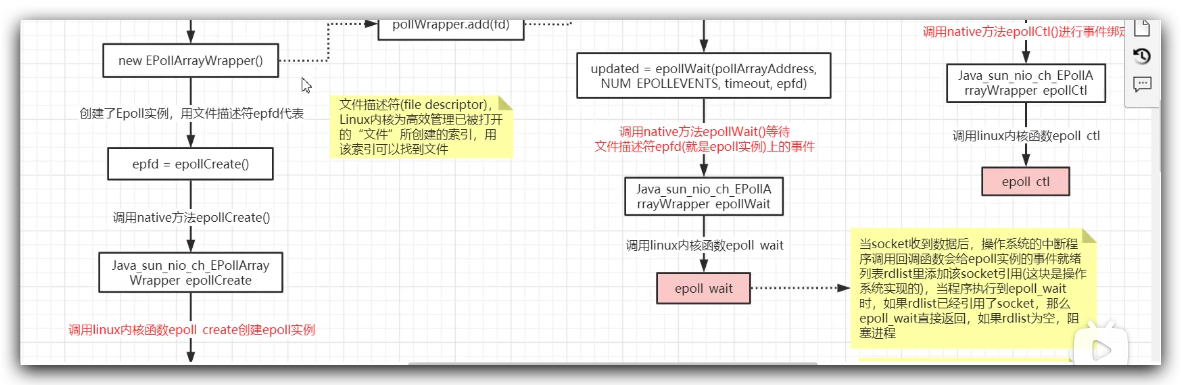 new EPollArrayWrapper()
创建了Epoll实例，用文件描述符epfd代表
epfd = epollCreate()
调用native方法epollCreate()
Java_sun_nio_ch_EPollArray
Wrapper epollCreate
调用linux内核函数epoll create创建epoll实例
pollWrapper.add(fd)
文件描述符(file descriptor)，
Linux内核为高效管理已被打开
的“文件”所创建的索引，用
该索引可以找到文件
updated = epollWait(pollArrayAddress,
NUM EPOLLEVENTS, timeout, epfd)
调用native方法epollWait()等待
文件描述符epfd(就是epoll实例)上的事件
Java_sun_nio_ch_EPollA
rrayWrapper epollWait
调用linux内核函数epoll wait
epoll wait
调用native方法epollCtl()进行事件绑定
Java_sun_nio_ch_EPollA
rrayWrapper epollCtl
调用linux内核函数epoll ctl
epoll ctl
当socket收到数据后，操作系统的中断程
序调用回调函数会给epoll实例的事件就绪
列表rdlist里添加该socket引用(这块是操作
系统实现的)，当程序执行到epoll_wait
时，如果rdlist已经引用了socket，那么
epoll_wait直接返回，如果rdlist为空，阻
塞进程